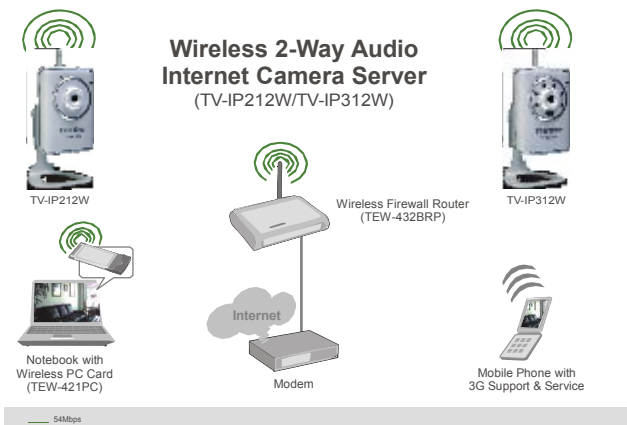 Wireless 2-Way Audio
Internet Camera Server
(TV-IP212W/TV-IP312W)
TV-IP212W
TV-IP312W
Wireless Firewall Router
(TEW-432BRP)
Internet
Notebook with
Wireless PC Card
(TEW-421PC)
Modem
Mobile Phone with
3G Support & Service
54Mbps